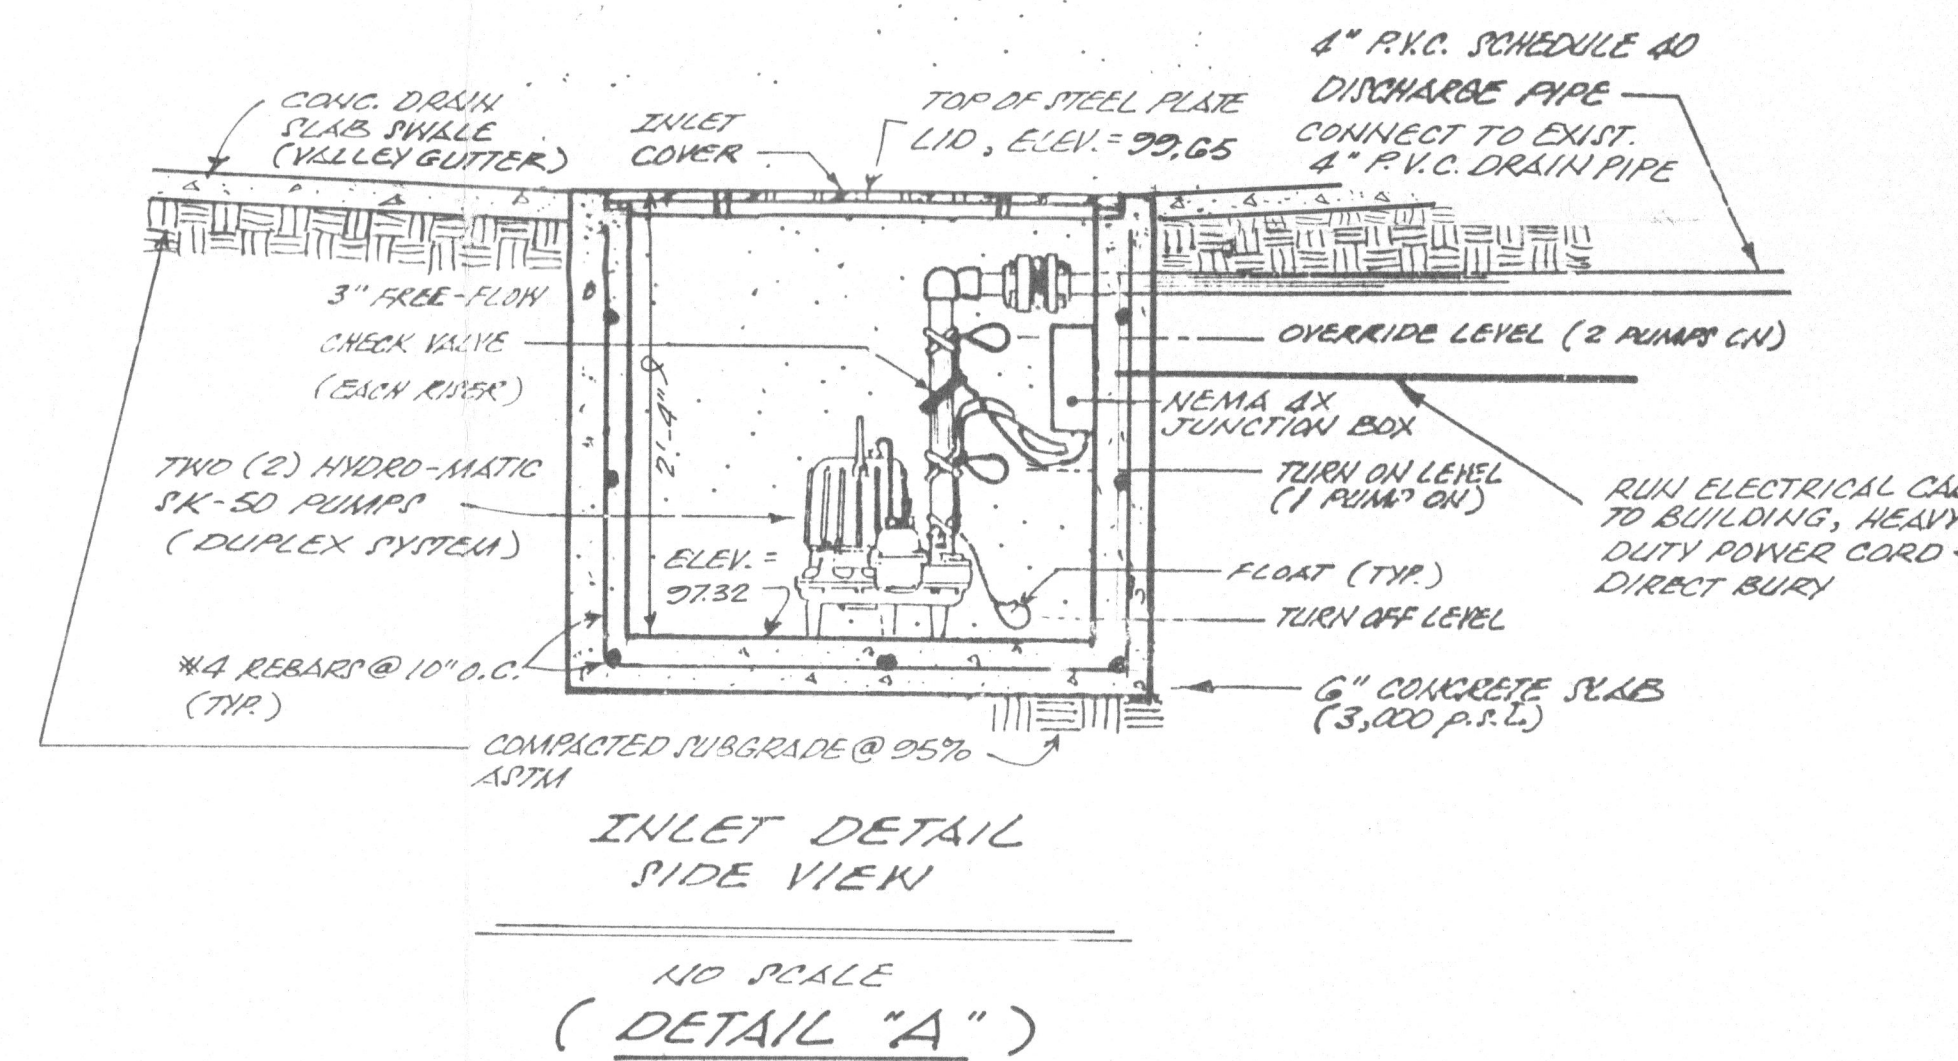 CONC. DRAIN
SLAB SWALE
(VALLEY GUTTER)
INLET
COVER
TOP OF STEEL PLATE
LID, ELEV. = 99.65
4" P.V.C. SCHEDULE 40
DISCHARGE PIPE
CONNECT TO EXIST.
4" P.V.C. DRAIN PIPE
3" FREE-FLOW
CHECK VALVE
(EACH RISER)
2'-4"
OVERRIDE LEVEL (2 PUMPS ON)
NEMA 4X
JUNCTION BOX
TWO (2) HYDRO-MATIC
SK-50 PUMPS
(DUPLEX SYSTEM)
TURN ON LEVEL
(1 PUMP ON)
RUN ELECTRICAL
TO BUILDING, HEAVY
DUTY POWER CORD -
DIRECT BURY
ELEV. =
97.32
FLOAT (TYP.)
TURN OFF LEVEL
#4 REBARS @ 10" O.C.
(TYP.)
6" CONCRETE SLAB
(3,000 p.s.i.)
COMPACTED SUBGRADE @ 95%
ASTM
INLET DETAIL
SIDE VIEW
NO SCALE
(DETAIL "A")